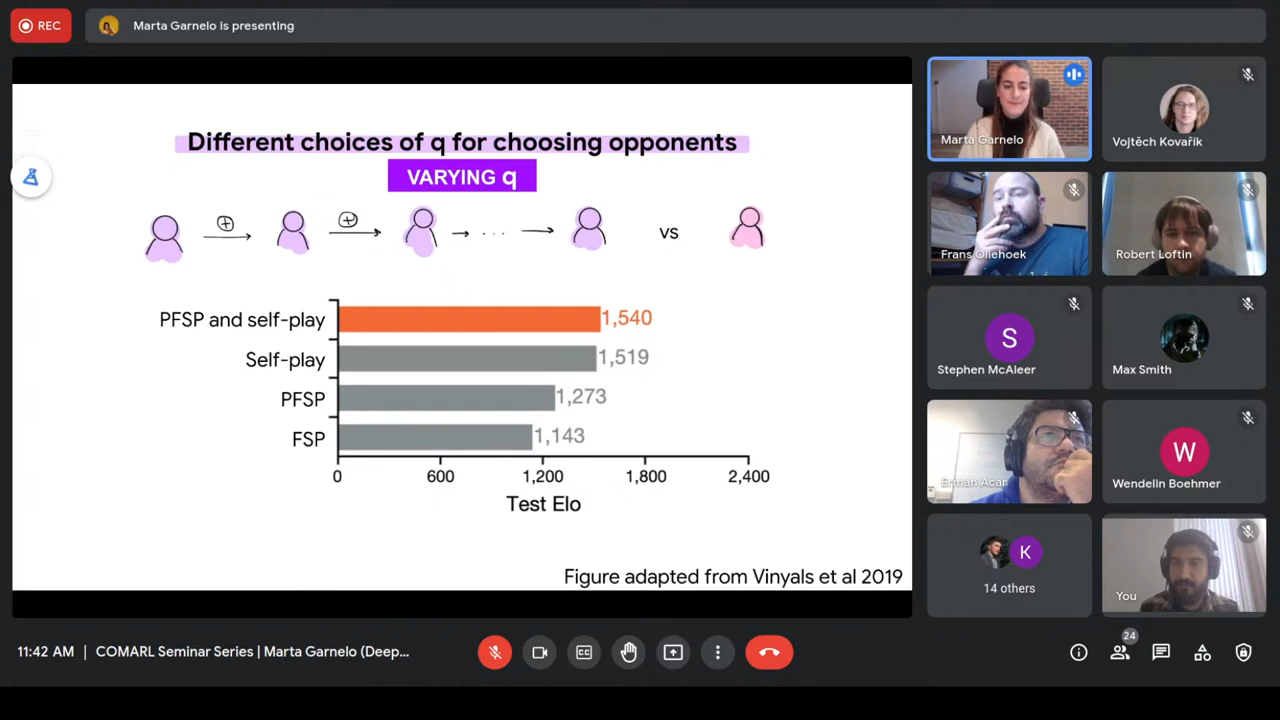 REC
Marta Garnelo is presenting
Different choices of q for choosing opponents
VARYING q
vs
PFSP and self-play
1,540
Self-play
1,519
PFSP
1,273
FSP
1,143
0 600 1,200 1,800 2,400
Test Elo
Figure adapted from Vinyals et al 2019
Marta Garnelo
Vojtěch Kovařík
Frans Oliehoek
Robert Loftin
S
Stephen McAleer
Max Smith
Erman Acar
W
Wendelin Boehmer
K
14 others
You
11:42 AM | COMARL Seminar Series | Marta Garnelo (Deep...
CC
24